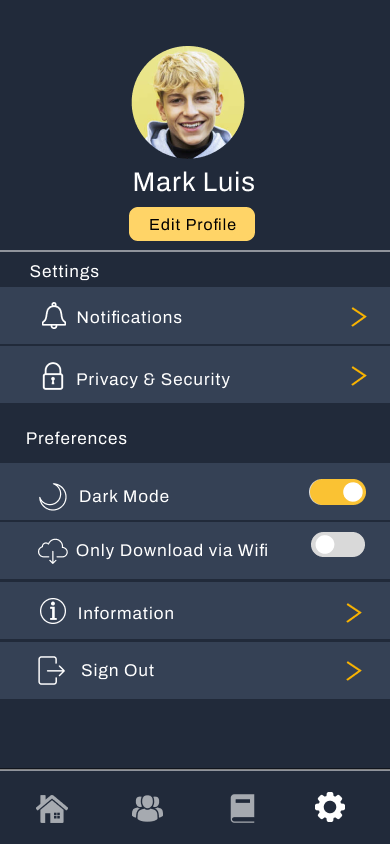 Mark Luis
Edit Profile
Settings
Notifications
Privacy & Security
Preferences
Dark Mode
Only Download via Wifi
Information
Sign Out